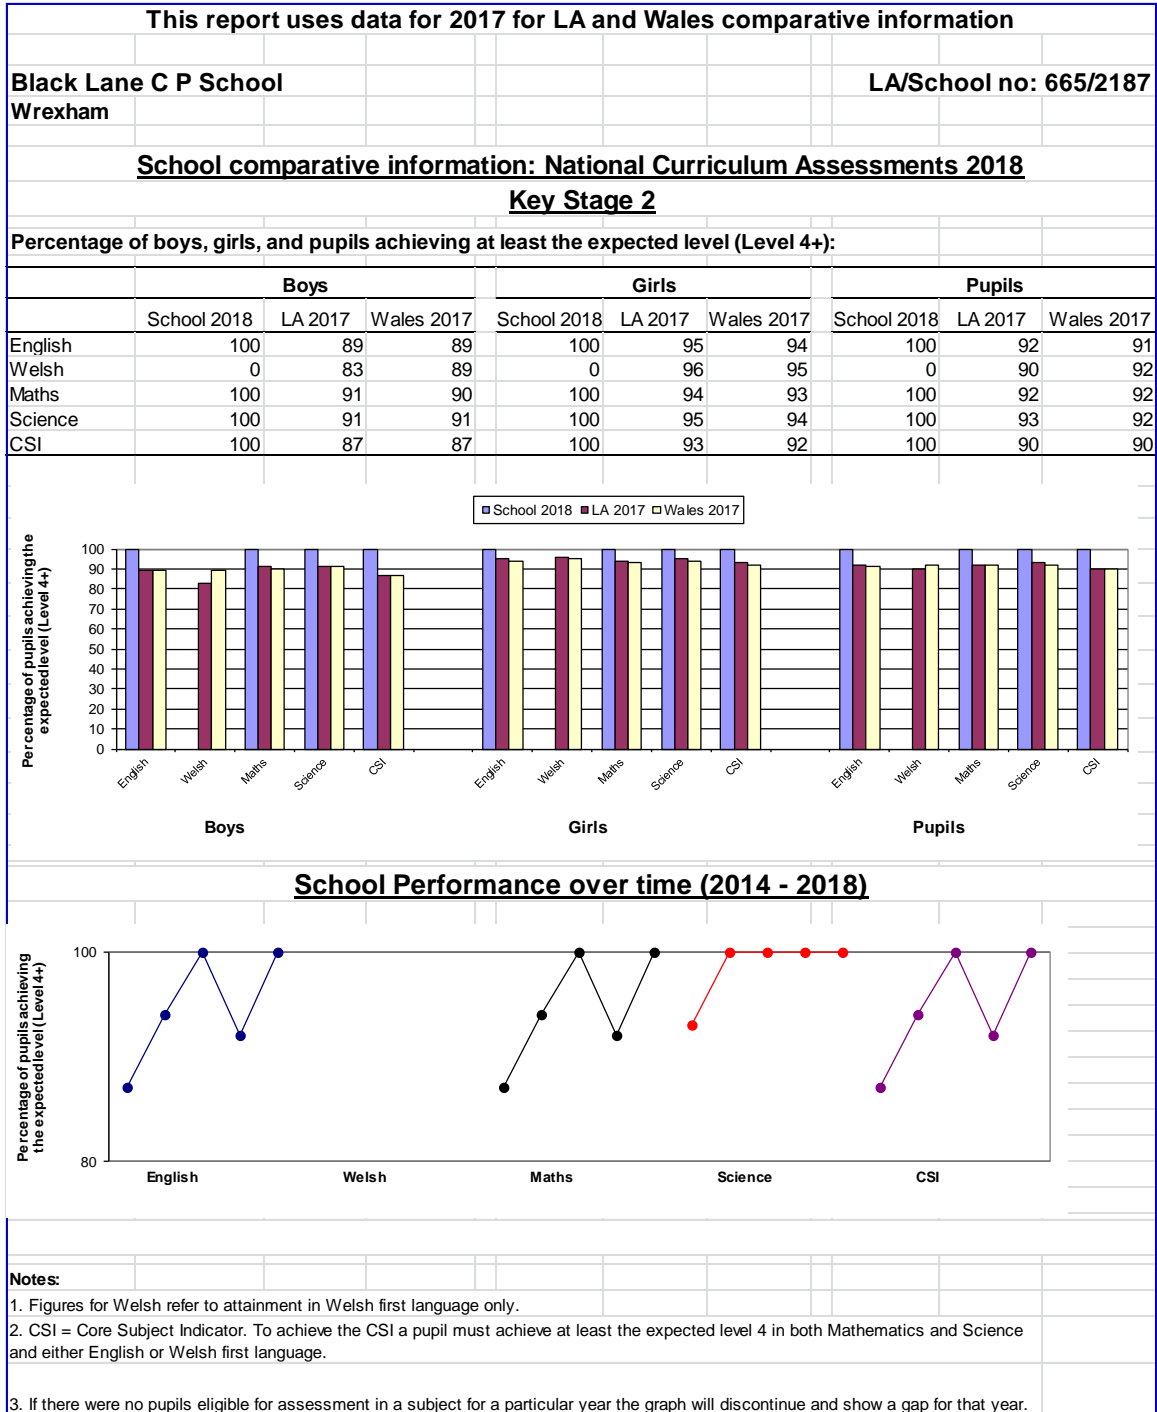 This report uses data for 2017 for LA and Wales comparative information
Black Lane C P School LA/School no: 665/2187
Wrexham
School comparative information: National Curriculum Assessments 2018
Key Stage 2
Percentage of boys, girls, and pupils achieving at least the expected level (Level 4+):
Boys Girls Pupils
School 2018 LA 2017 Wales 2017 School 2018 LA 2017 Wales 2017 School 2018 LA 2017 Wales 2017
English 100 89 89 100 95 94 100 92 91
Welsh 0 83 89 0 96 95 0 90 92
Maths 100 91 90 100 94 93 100 92 92
Science 100 91 91 100 95 94 100 93 92
CSI 100 87 87 100 93 92 100 90 90
School 2018 LA 2017 Wales 2017
Percentage of pupils achieving the
expected level (Level 4+)
100
90
80
70
60
50
40
30
20
10
0
English Welsh Maths Science CSI English Welsh Maths Science CSI English Welsh Maths Science CSI
Boys Girls Pupils
School Performance over time (2014 - 2018)
Percentage of pupils achieving
the expected level (Level 4+)
100
80
English Welsh Maths Science CSI
Notes:
1. Figures for Welsh refer to attainment in Welsh first language only.
2. CSI = Core Subject Indicator. To achieve the CSI a pupil must achieve at least the expected level 4 in both Mathematics and Science
and either English or Welsh first language.
3. If there were no pupils eligible for assessment in a subject for a particular year the graph will discontinue and show a gap for that year.